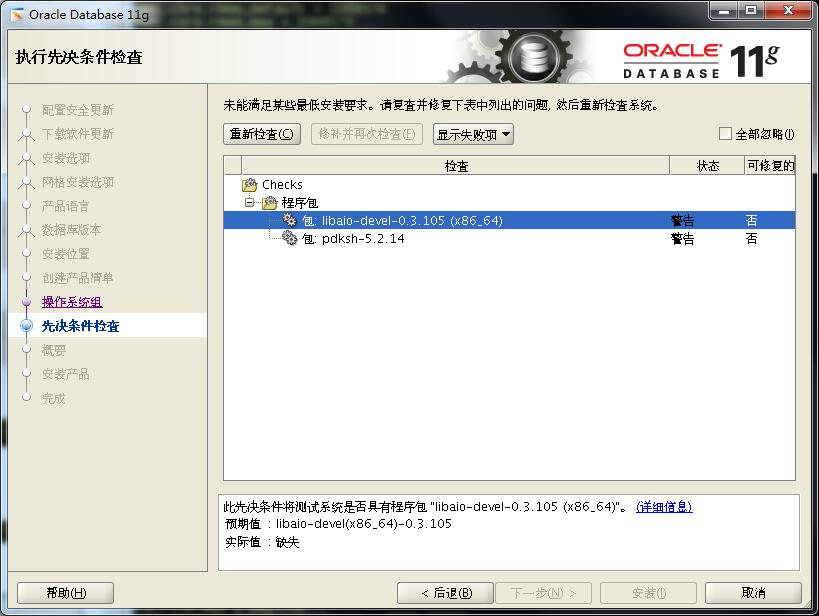 Oracle Database 11g
执行先决条件检查
ORACLE
DATABASE 11g
配置安全更新
下载软件更新
安装选项
网格安装选项
产品语言
数据库版本
安装位置
创建产品清单
操作系统组
先决条件检查
概要
安装产品
完成
未能满足某些最低安装要求。请复查并修复下表中列出的问题, 然后重新检查系统。
重新检查(C) 修补并再次检查(F) 显示失败项 全部忽略(I)
检查 状态 可修复的
Checks
程序包
包: libaio-devel-0.3.105 (x86_64) 警告 否
包: pdksh-5.2.14 警告 否
此先决条件将测试系统是否具有程序包 "libaio-devel-0.3.105 (x86_64)"。 (详细信息)
预期值 : libaio-devel(x86_64)-0.3.105
实际值 : 缺失
帮助(H) < 后退(B) 下一步(N) > 安装(I) 取消